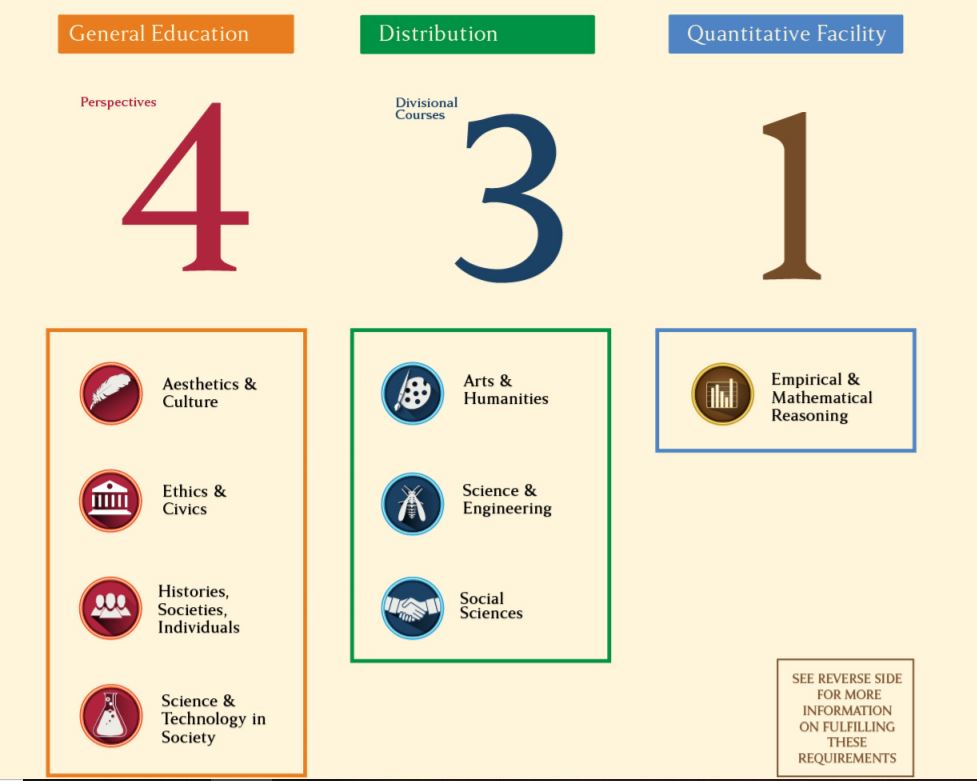 General Education
Perspectives
4
Aesthetics &
Culture
Ethics &
Civics
Histories,
Societies,
Individuals
Science &
Technology in
Society
Distribution
Divisional
Courses
3
Arts &
Humanities
Science &
Engineering
Social
Sciences
Quantitative Facility
1
Empirical &
Mathematical
Reasoning
SEE REVERSE SIDE
FOR MORE
INFORMATION
ON FULFILLING
THESE
REQUIREMENTS